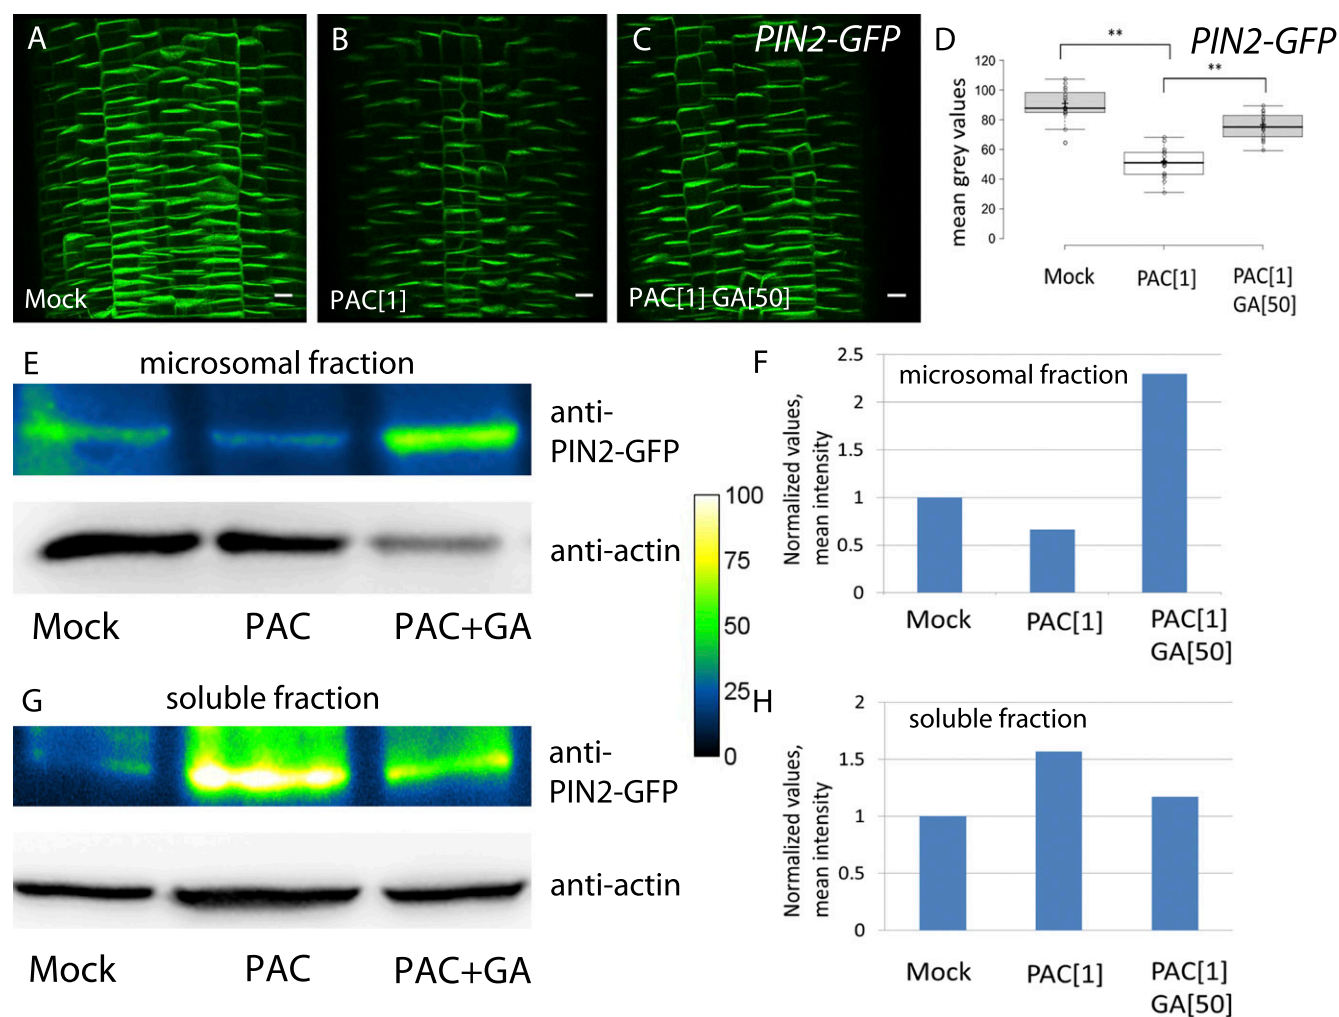 A
Mock
B
PAC[1]
C
PIN2-GFP
PAC[1] GA[50]
D
PIN2-GFP
**
**
mean grey values
120
100
80
60
40
20
0
Mock
PAC[1]
PAC[1]
GA[50]
E
microsomal fraction
anti-
PIN2-GFP
anti-actin
Mock
PAC
PAC+GA
100
75
50
25
0
F
microsomal fraction
Normalized values,
mean intensity
2.5
2
1.5
1
0.5
0
Mock
PAC[1]
PAC[1]
GA[50]
G
soluble fraction
anti-
PIN2-GFP
anti-actin
Mock
PAC
PAC+GA
H
soluble fraction
Normalized values,
mean intensity
2
1.5
1
0.5
0
Mock
PAC[1]
PAC[1]
GA[50]